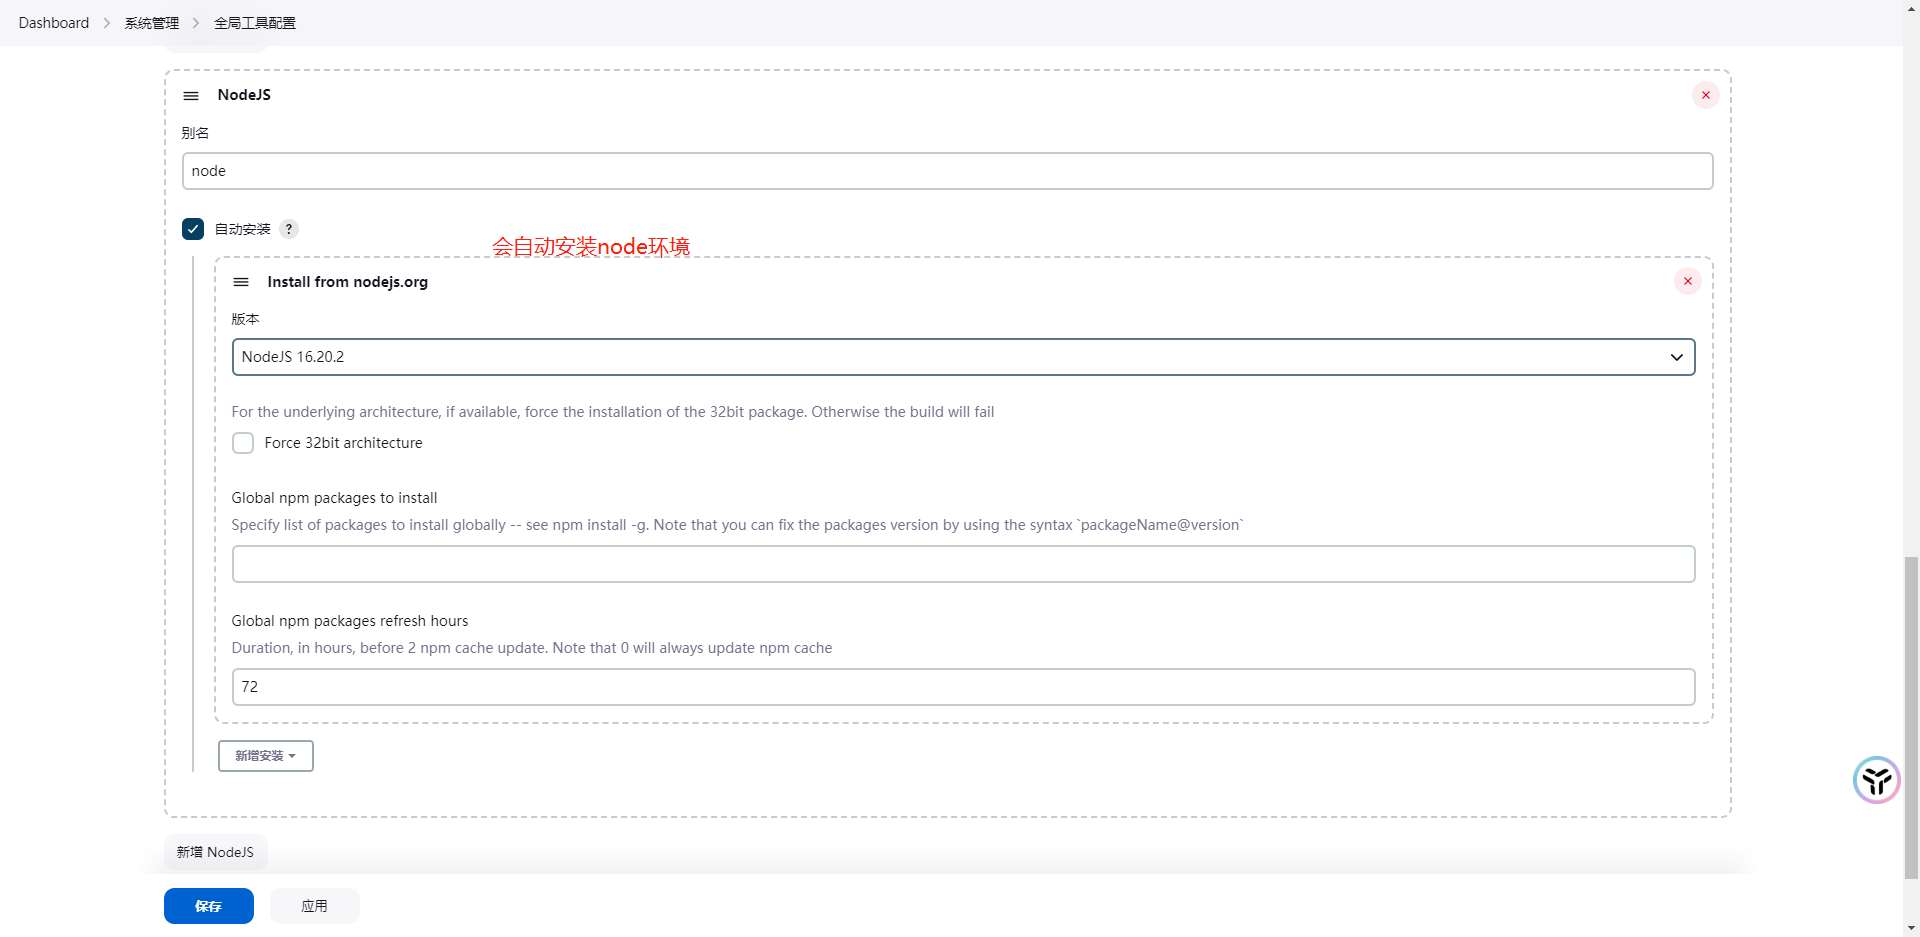 Dashboard 系统管理 全局工具配置
NodeJS
别名
node
自动安装 ?
会自动安装node环境
Install from nodejs.org
版本
NodeJS 16.20.2
For the underlying architecture, if available, force the installation of the 32bit package. Otherwise the build will fail
Force 32bit architecture
Global npm packages to install
Specify list of packages to install globally -- see npm install -g. Note that you can fix the packages version by using the syntax `packageName@version`
Global npm packages refresh hours
Duration, in hours, before 2 npm cache update. Note that 0 will always update npm cache
72
新增安装
新增 NodeJS
保存 应用